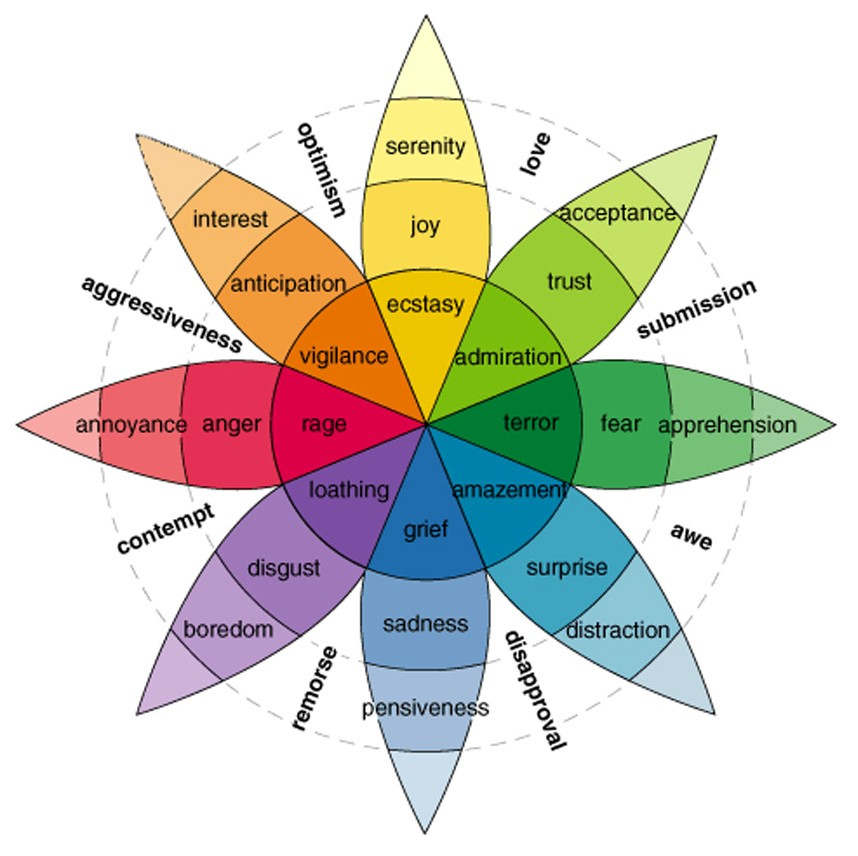 serenity
optimism
love
interest
acceptance
joy
anticipation
trust
ecstasy
aggressiveness
submission
vigilance
admiration
annoyance
anger
rage
terror
fear
apprehension
loathing
amazement
contempt
grief
awe
disgust
surprise
boredom
sadness
distraction
remorse
disapproval
pensiveness